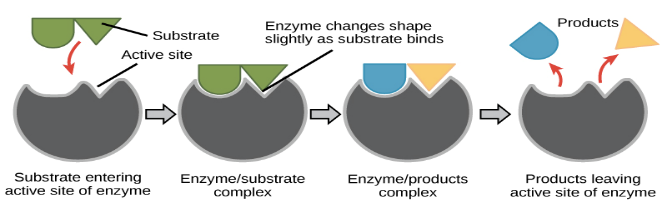 Substrate
Active site
Enzyme changes shape
slightly as substrate binds
Products
Substrate entering
active site of enzyme
Enzyme/substrate
complex
Enzyme/products
complex
Products leaving
active site of enzyme